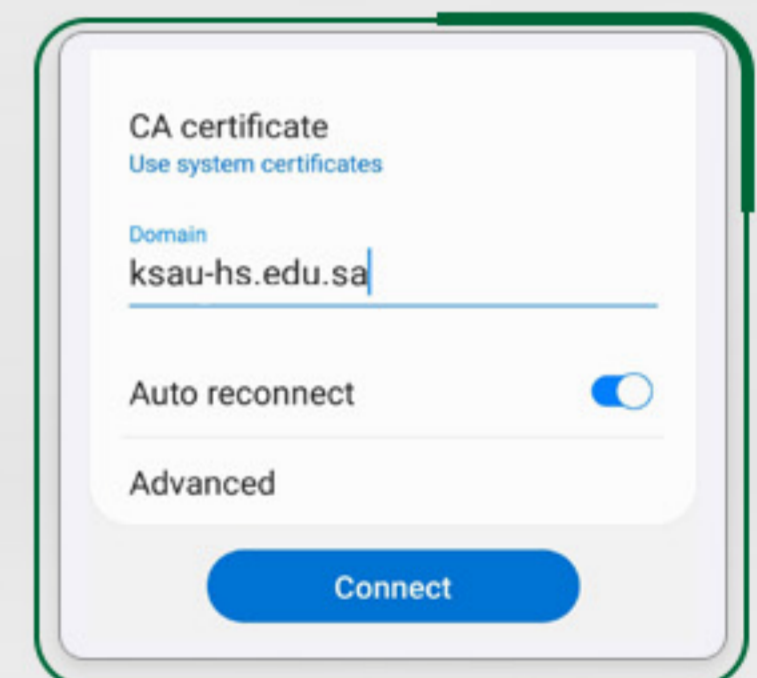 CA certificate
Use system certificates
Domain
ksau-hs.edu.sa
Auto reconnect
Advanced
Connect